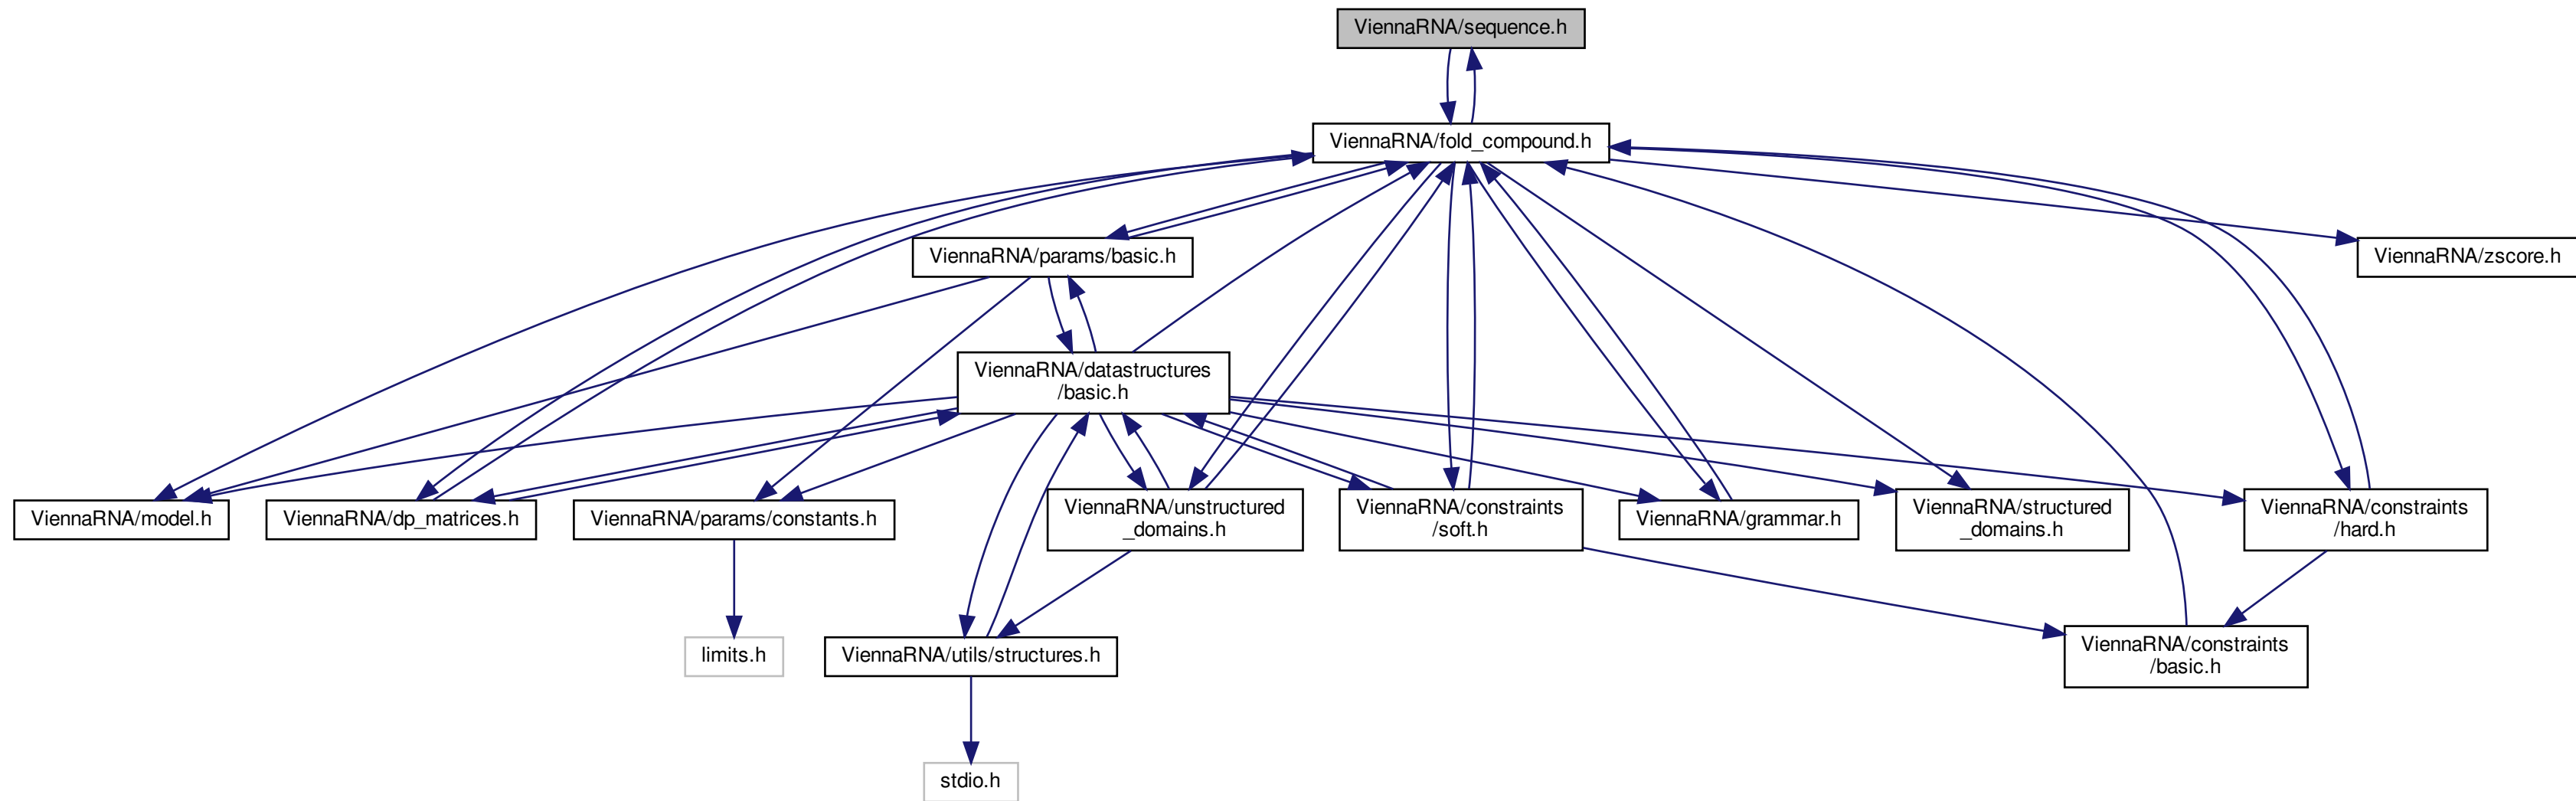 ViennaRNA/sequence.h
ViennaRNA/fold_compound.h
ViennaRNA/params/basic.h
ViennaRNA/zscore.h
ViennaRNA/datastructures
/basic.h
ViennaRNA/model.h
ViennaRNA/dp_matrices.h
ViennaRNA/params/constants.h
ViennaRNA/unstructured
_domains.h
ViennaRNA/constraints
/soft.h
ViennaRNA/grammar.h
ViennaRNA/structured
_domains.h
ViennaRNA/constraints
/hard.h
limits.h
ViennaRNA/utils/structures.h
ViennaRNA/constraints
/basic.h
stdio.h